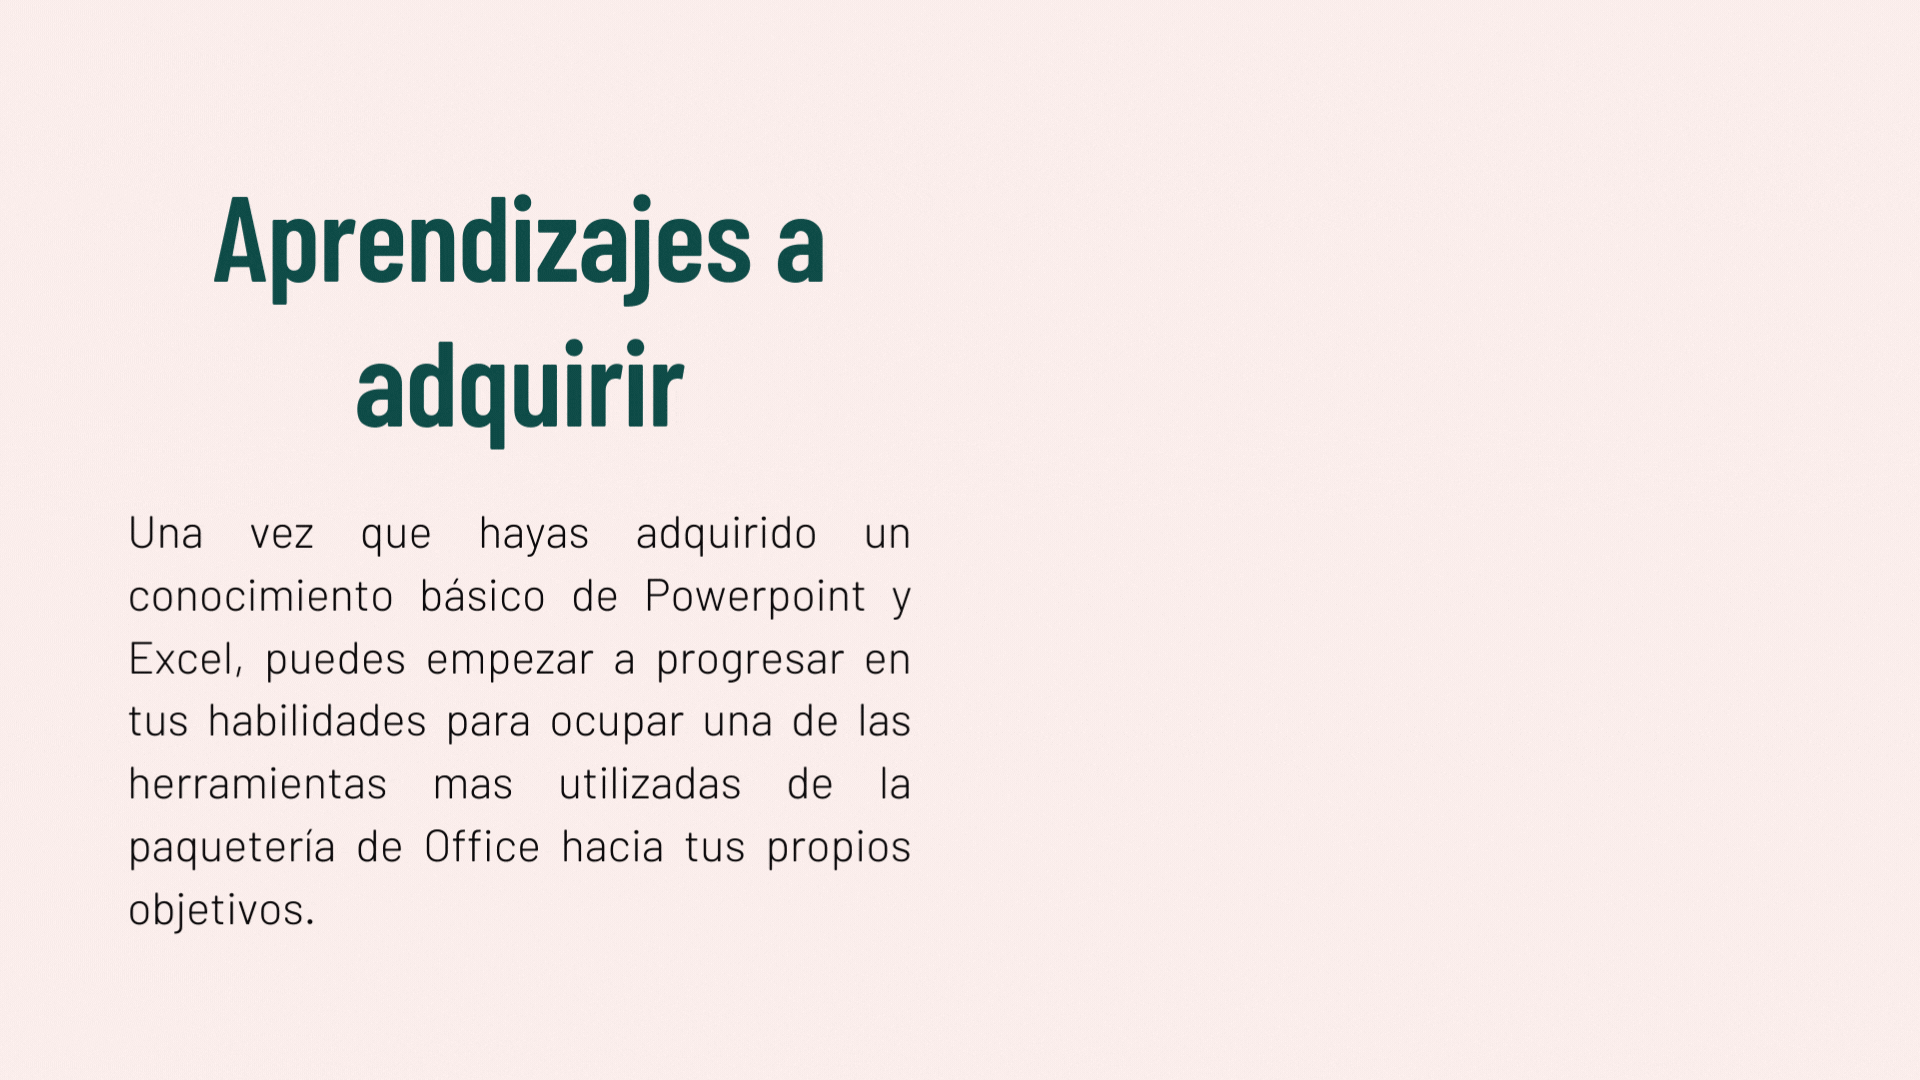 Aprendizajes a
adquirir
Una vez que hayas adquirido un
conocimiento básico de Powerpoint y
Excel, puedes empezar a progresar en
tus habilidades para ocupar una de las
herramientas mas utilizadas de la
paquetería de Office hacia tus propios
objetivos.